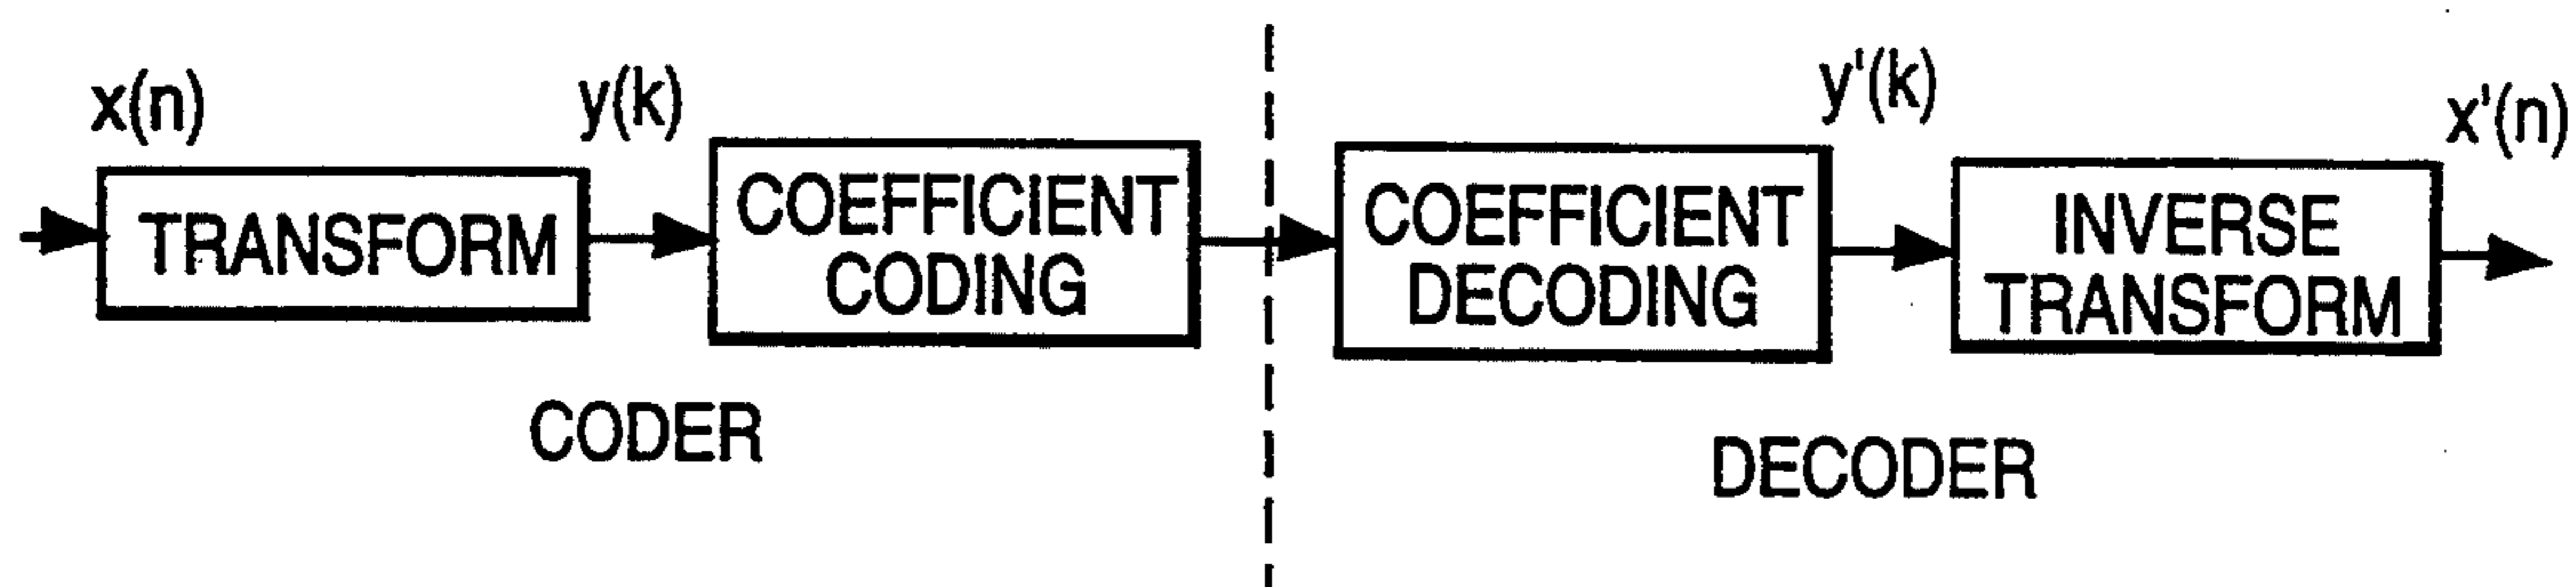 x(n)
TRANSFORM
y(k)
COEFFICIENT
CODING
CODER
COEFFICIENT
DECODING
y'(k)
INVERSE
TRANSFORM
x'(n)
DECODER